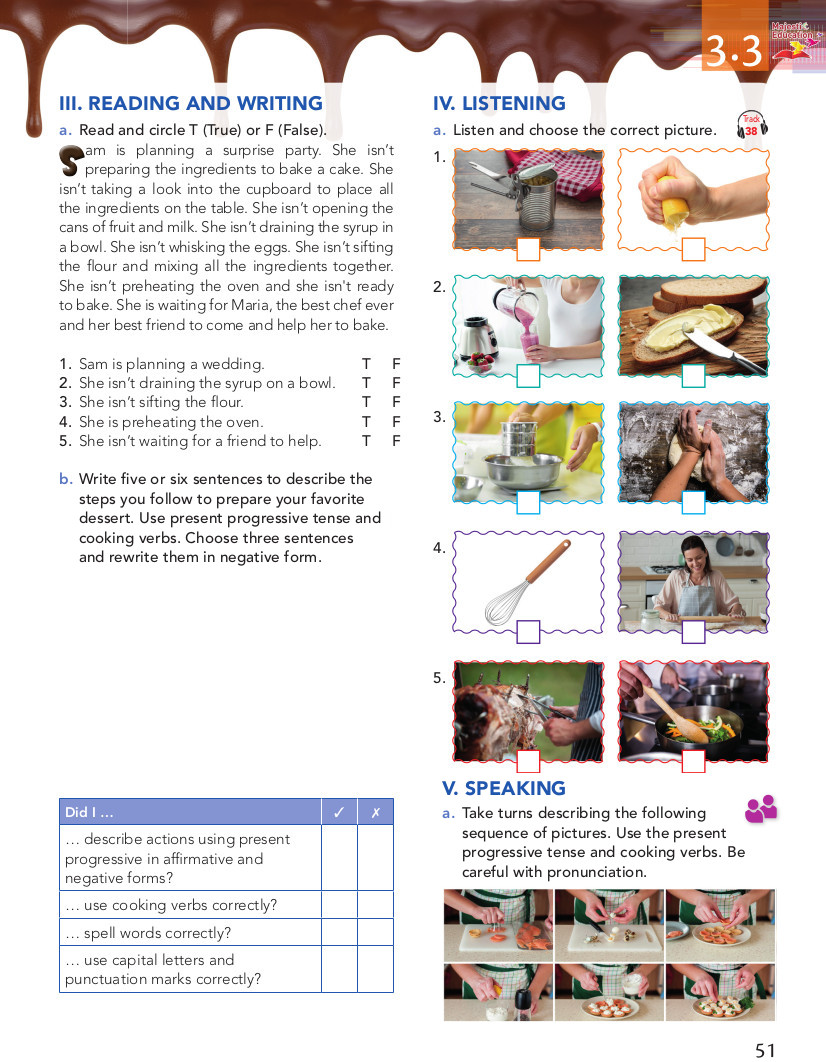 3.3
Mainstic
Education
III. READING AND WRITING
a. Read and circle T (True) or F (False).
Sam is planning a surprise party. She isn’t
preparing the ingredients to bake a cake. She
isn’t taking a look into the cupboard to place all
the ingredients on the table. She isn’t opening the
cans of fruit and milk. She isn’t draining the syrup in
a bowl. She isn’t whisking the eggs. She isn’t sifting
the flour and mixing all the ingredients together.
She isn’t preheating the oven and she isn't ready
to bake. She is waiting for Maria, the best chef ever
and her best friend to come and help her to bake.
1. Sam is planning a wedding. T F
2. She isn’t draining the syrup on a bowl. T F
3. She isn’t sifting the flour. T F
4. She is preheating the oven. T F
5. She isn’t waiting for a friend to help. T F
b. Write five or six sentences to describe the
steps you follow to prepare your favorite
dessert. Use present progressive tense and
cooking verbs. Choose three sentences
and rewrite them in negative form.
Did I ... ✓ ✗
... describe actions using present
progressive in affirmative and
negative forms?
... use cooking verbs correctly?
... spell words correctly?
... use capital letters and
punctuation marks correctly?
IV. LISTENING
a. Listen and choose the correct picture.
Track
38
1.
2.
3.
4.
5.
V. SPEAKING
a. Take turns describing the following
sequence of pictures. Use the present
progressive tense and cooking verbs. Be
careful with pronunciation.
51